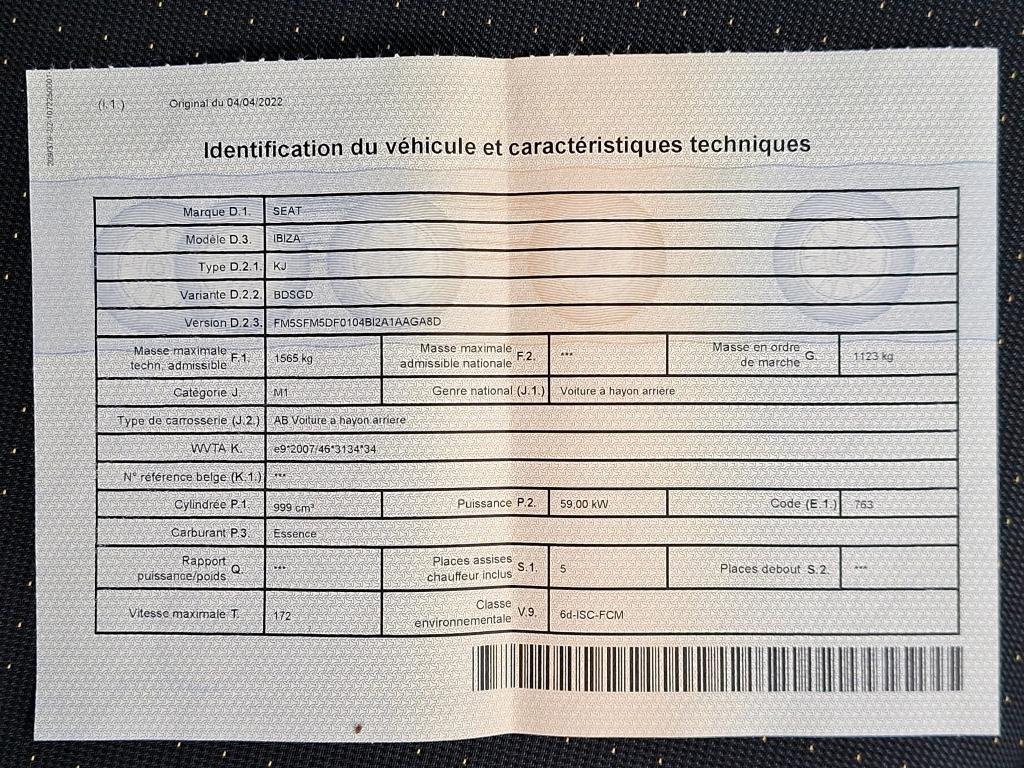 (I.1.) Original du 04/04/2022
Identification du véhicule et caractéristiques techniques
Marque D.1. SEAT
Modèle D.3. IBIZA
Type D.2.1. KJ
Variante D.2.2. BDSGD
Version D.2.3. FM5SFM5DF0104BI2A1AAGA8D
Masse maximale techn. admissible F.1. 1565 kg Masse maximale admissible nationale F.2. *** Masse en ordre de marche G. 1123 kg
Catégorie J. M1 Genre national (J.1.) Voiture à hayon arrière
Type de carrosserie (J.2.) AB Voiture à hayon arrière
WVTA K. e9*2007/46*3134*34
N° référence belge (K.1.) ***
Cylindrée P.1. 999 cm³ Puissance P.2. 59,00 kW Code (E.1.) 763
Carburant P.3. Essence
Rapport puissance/poids Q. *** Places assises chauffeur inclus S.1. 5 Places debout S.2. ***
Vitesse maximale T. 172 Classe environnementale V.9. 6d-ISC-FCM